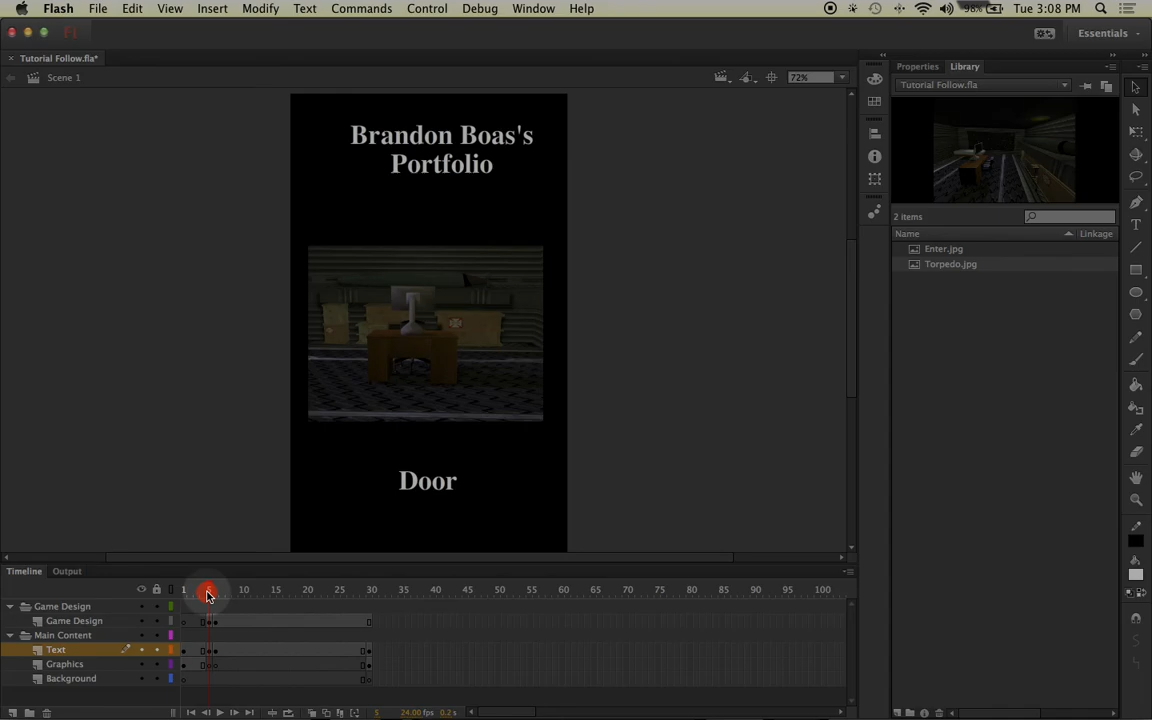 Flash File Edit View Insert Modify Text Commands Control Debug Window Help 98% Tue 3:08 PM
Essentials
Tutorial Follow.fla*
Scene 1 72%
Properties Library
Tutorial Follow.fla
2 items
Name Linkage
Enter.jpg
Torpedo.jpg
Brandon Boas's
Portfolio
Door
Timeline Output
1 5 10 15 20 25 30 35 40 45 50 55 60 65 70 75 80 85 90 95 100
Game Design
Game Design
Main Content
Text
Graphics
Background
5 24.00 fps 0.2 s